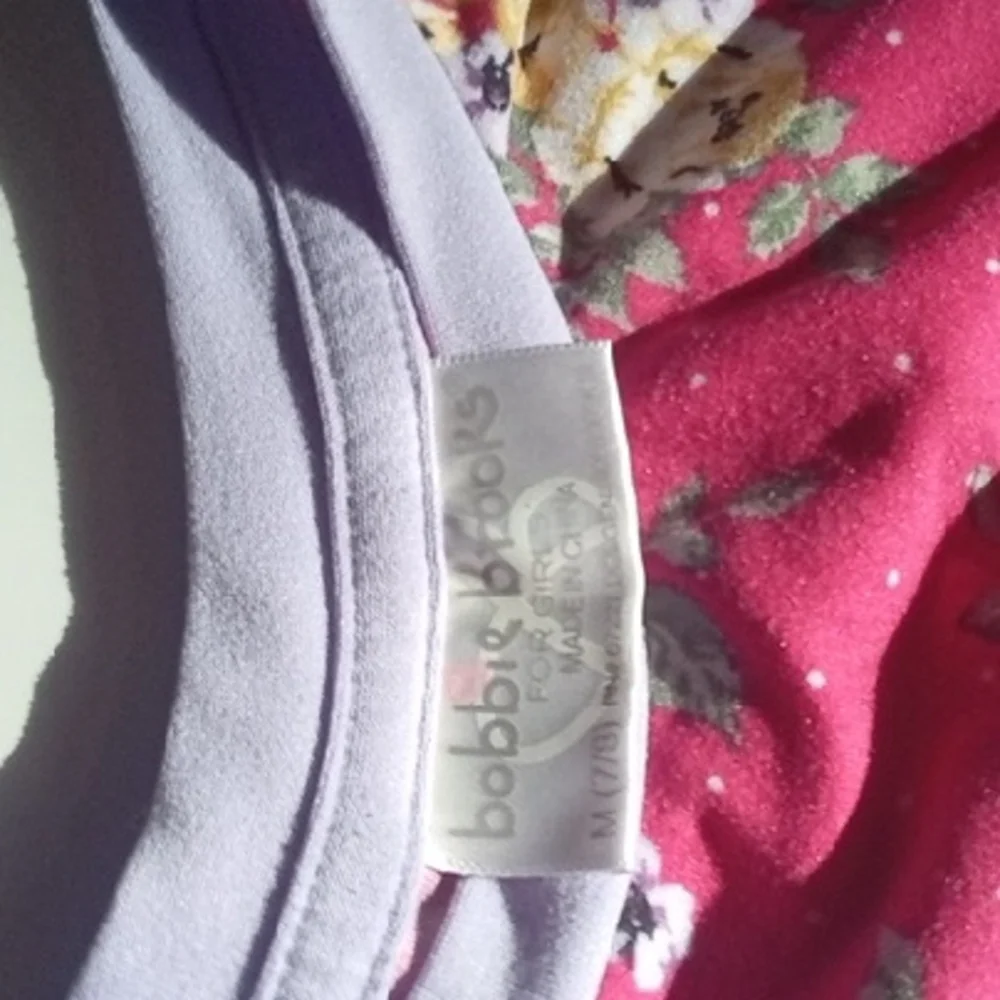 bobbie brooks
FOR GIRLS
MADE IN CHINA
M (7/8)